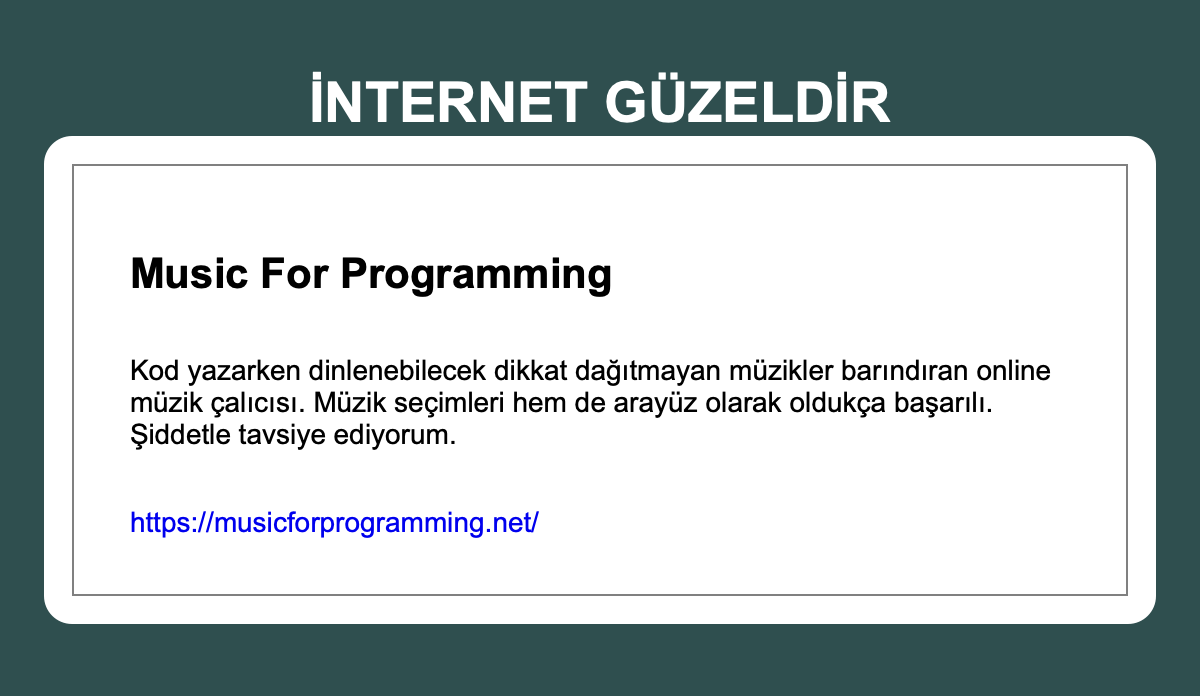 İNTERNET GÜZELDİR
Music For Programming
Kod yazarken dinlenebilecek dikkat dağıtmayan müzikler barındıran online
müzik çalıcısı. Müzik seçimleri hem de arayüz olarak oldukça başarılı.
Şiddetle tavsiye ediyorum.
https://musicforprogramming.net/